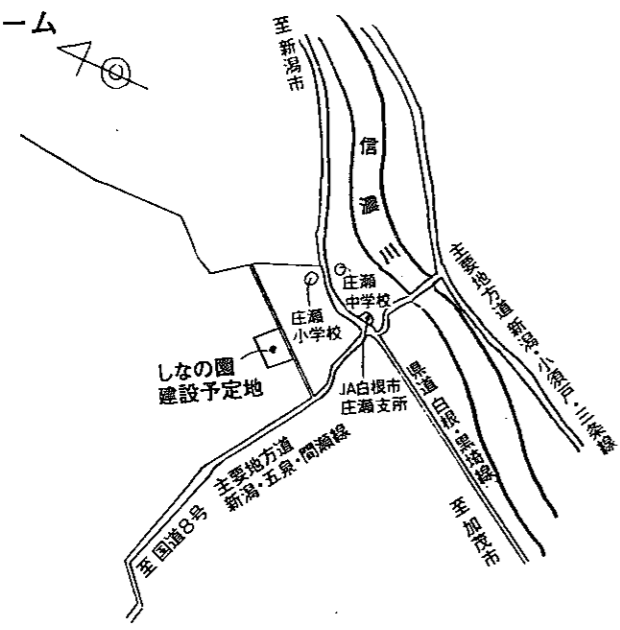 ーム
至新潟市
信濃川
主要地方道 新潟・小須戸・三条線
庄瀬
中学校
庄瀬
小学校
しなの園
建設予定地
JA白根市
庄瀬支所
県道白根・黒埼線
主要地方道
新潟・五泉・間瀬線
至国道8号
至加茂市